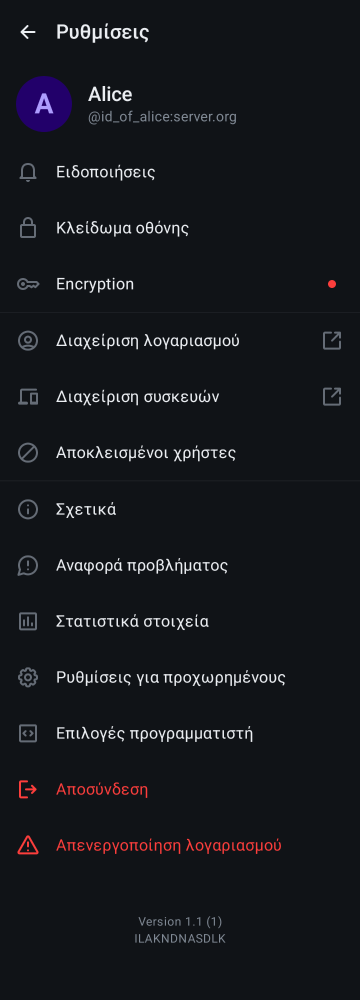 Ρυθμίσεις
A
Alice
@id_of_alice:server.org
Ειδοποιήσεις
Κλείδωμα οθόνης
Encryption
Διαχείριση λογαριασμού
Διαχείριση συσκευών
Αποκλεισμένοι χρήστες
Σχετικά
Αναφορά προβλήματος
Στατιστικά στοιχεία
Ρυθμίσεις για προχωρημένους
Επιλογές προγραμματιστή
Αποσύνδεση
Απενεργοποίηση λογαριασμού
Version 1.1 (1)
ILAKNDNASDLK